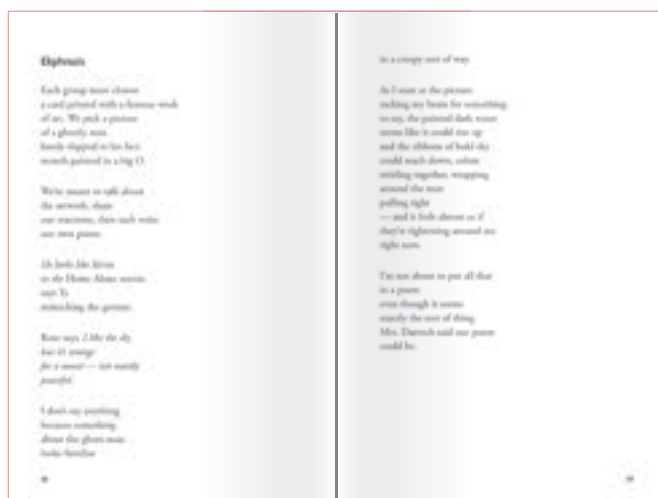 Ekphrasis
Each group must choose
a card printed with a famous work
of art. We pick a picture
of a ghostly man
hands slapped to his face
mouth painted in a big O.
We're meant to talk about
the artwork, share
our reactions, then each write
our own poem.
He looks like Kevin
in the Home Alone movie
says
mimicking the gesture.
Rose says, I like the sky
but it's strange
for a sunset — not exactly
peaceful.
I don't say anything
because something
about the ghost-man
looks familiar
in a creepy sort of way.
As I stare at the picture
racking my brain for something
to say, the painted dark water
seems like it could rise up
and the ribbons of bold sky
could reach down, colors
swirling together, wrapping
around the man
pulling tight
— and it feels almost as if
they're tightening around me
right now.
I'm not about to put all that
in a poem
even though it seems
exactly the sort of thing
Mrs. said our poem
could be.